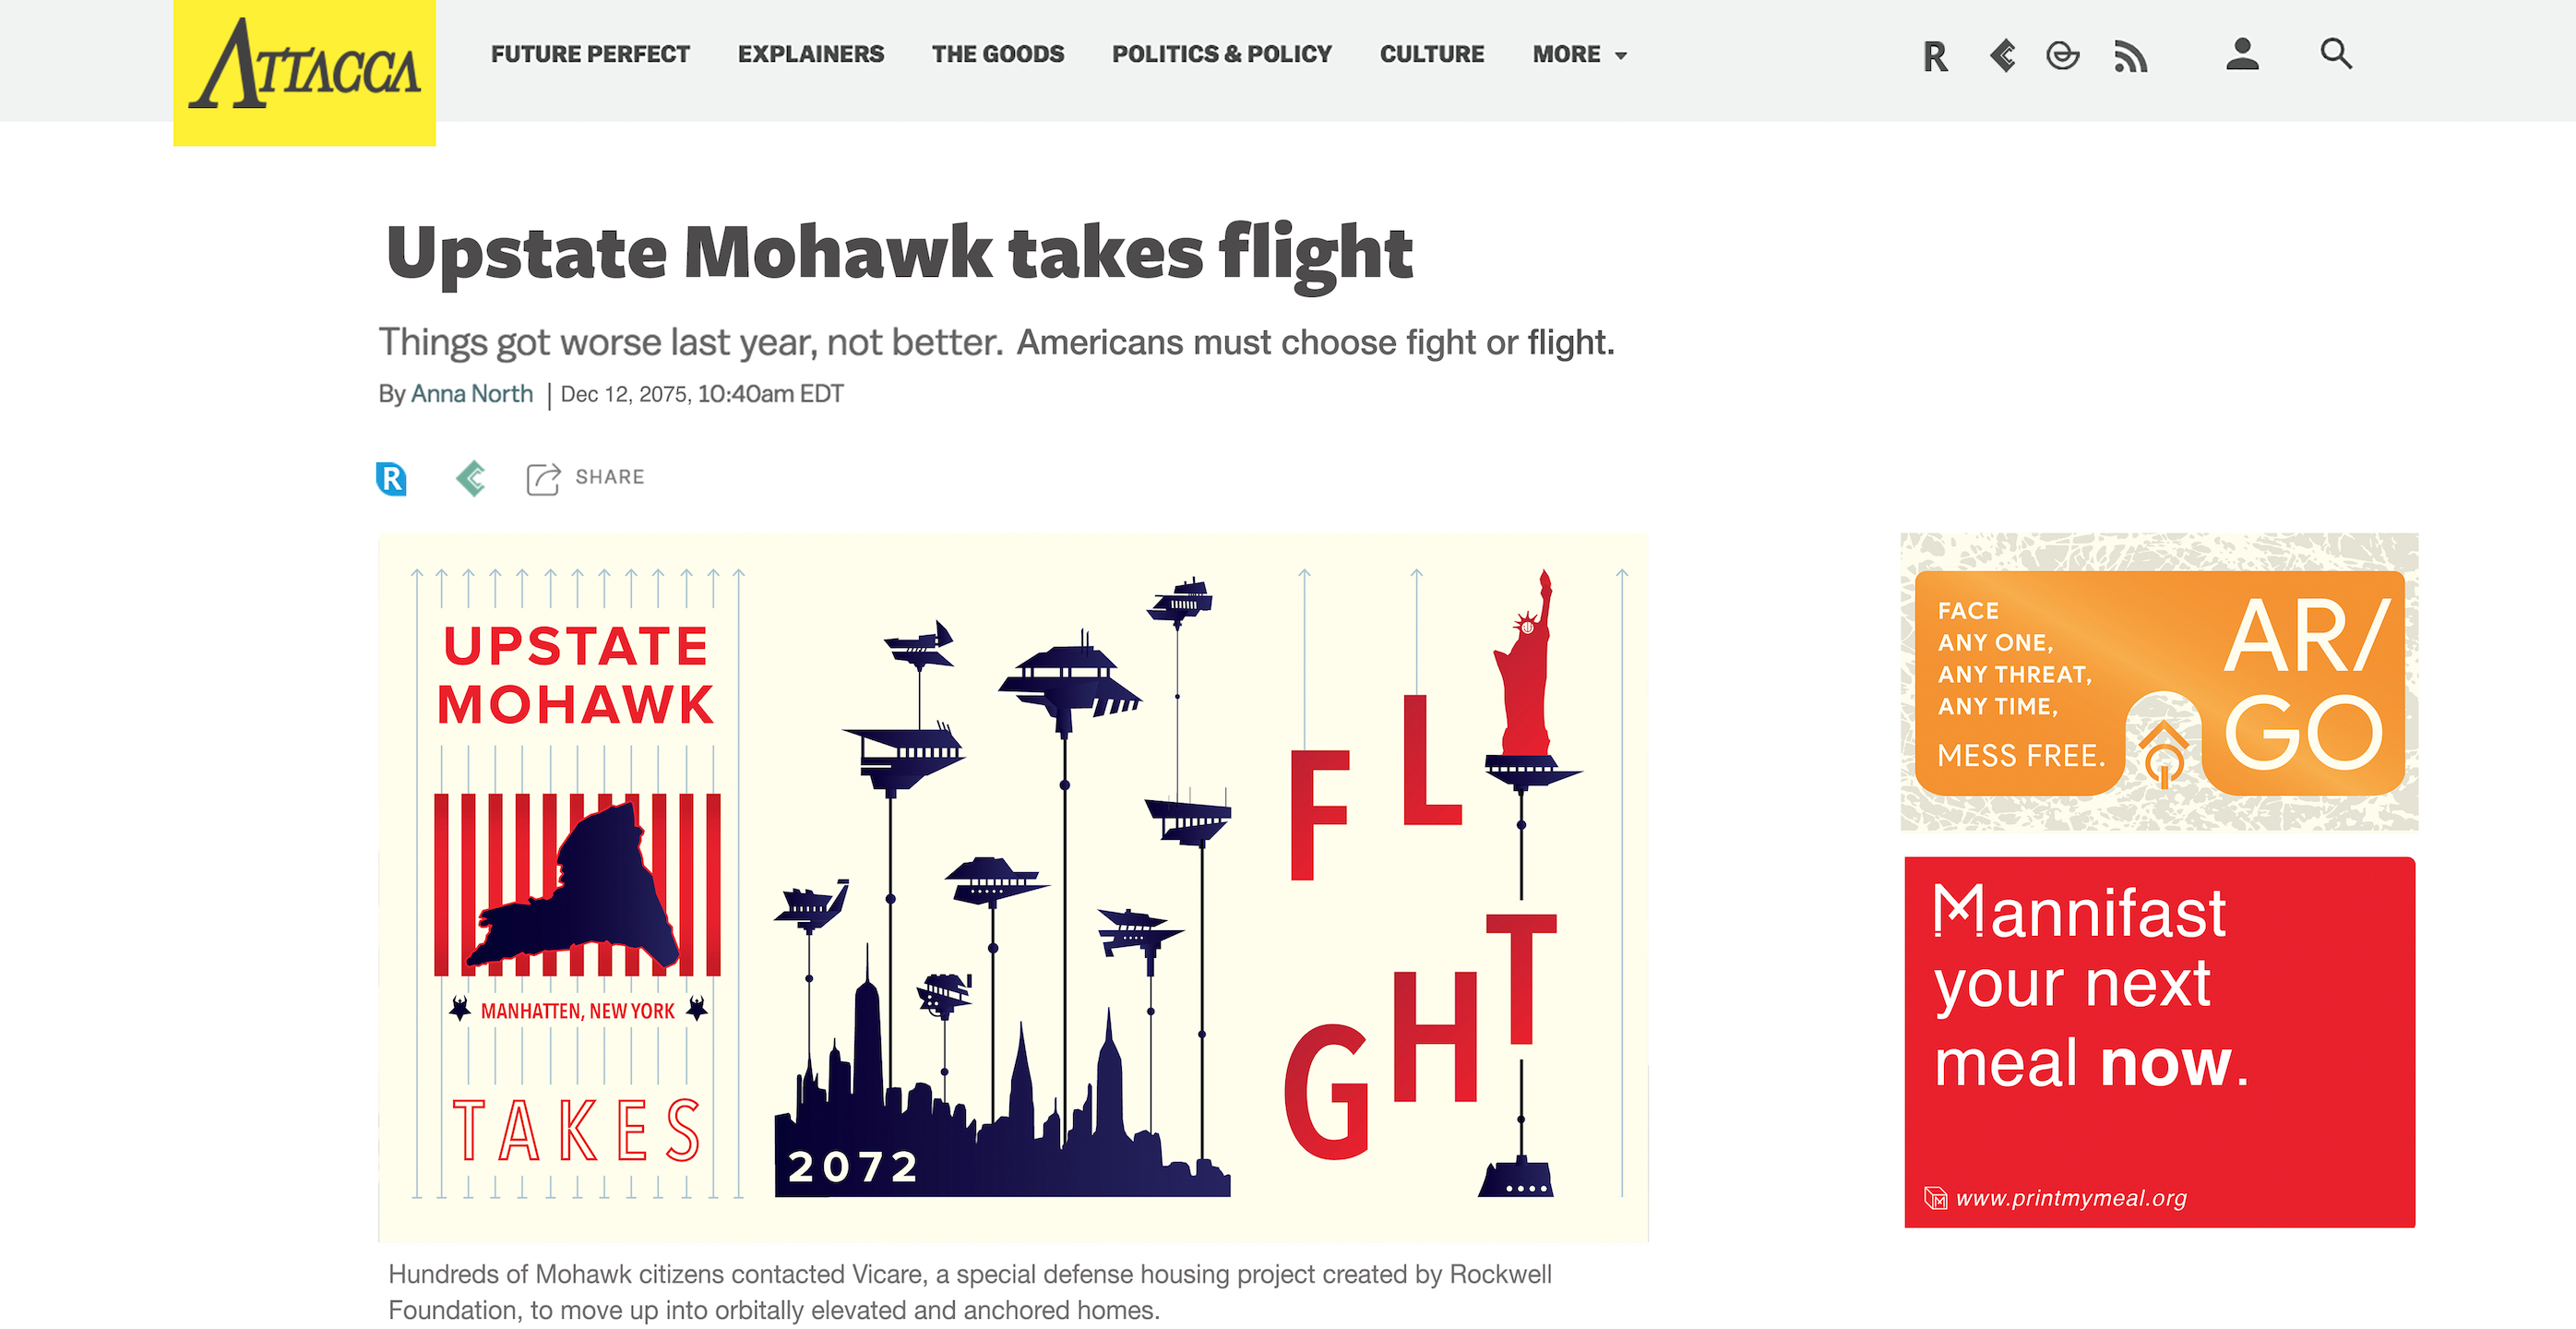 ATTACCA
FUTURE PERFECT EXPLAINERS THE GOODS POLITICS & POLICY CULTURE MORE
R
Upstate Mohawk takes flight
Things got worse last year, not better. Americans must choose fight or flight.
By Anna North | Dec 12, 2075, 10:40am EDT
R
SHARE
UPSTATE
MOHAWK
MANHATTEN, NEW YORK
TAKES
2072
F L
G H T
FACE
ANY ONE,
ANY THREAT,
ANY TIME,
MESS FREE.
AR/
GO
Mannifast
your next
meal now.
M www.printmymeal.org
Hundreds of Mohawk citizens contacted Vicare, a special defense housing project created by Rockwell
Foundation, to move up into orbitally elevated and anchored homes.